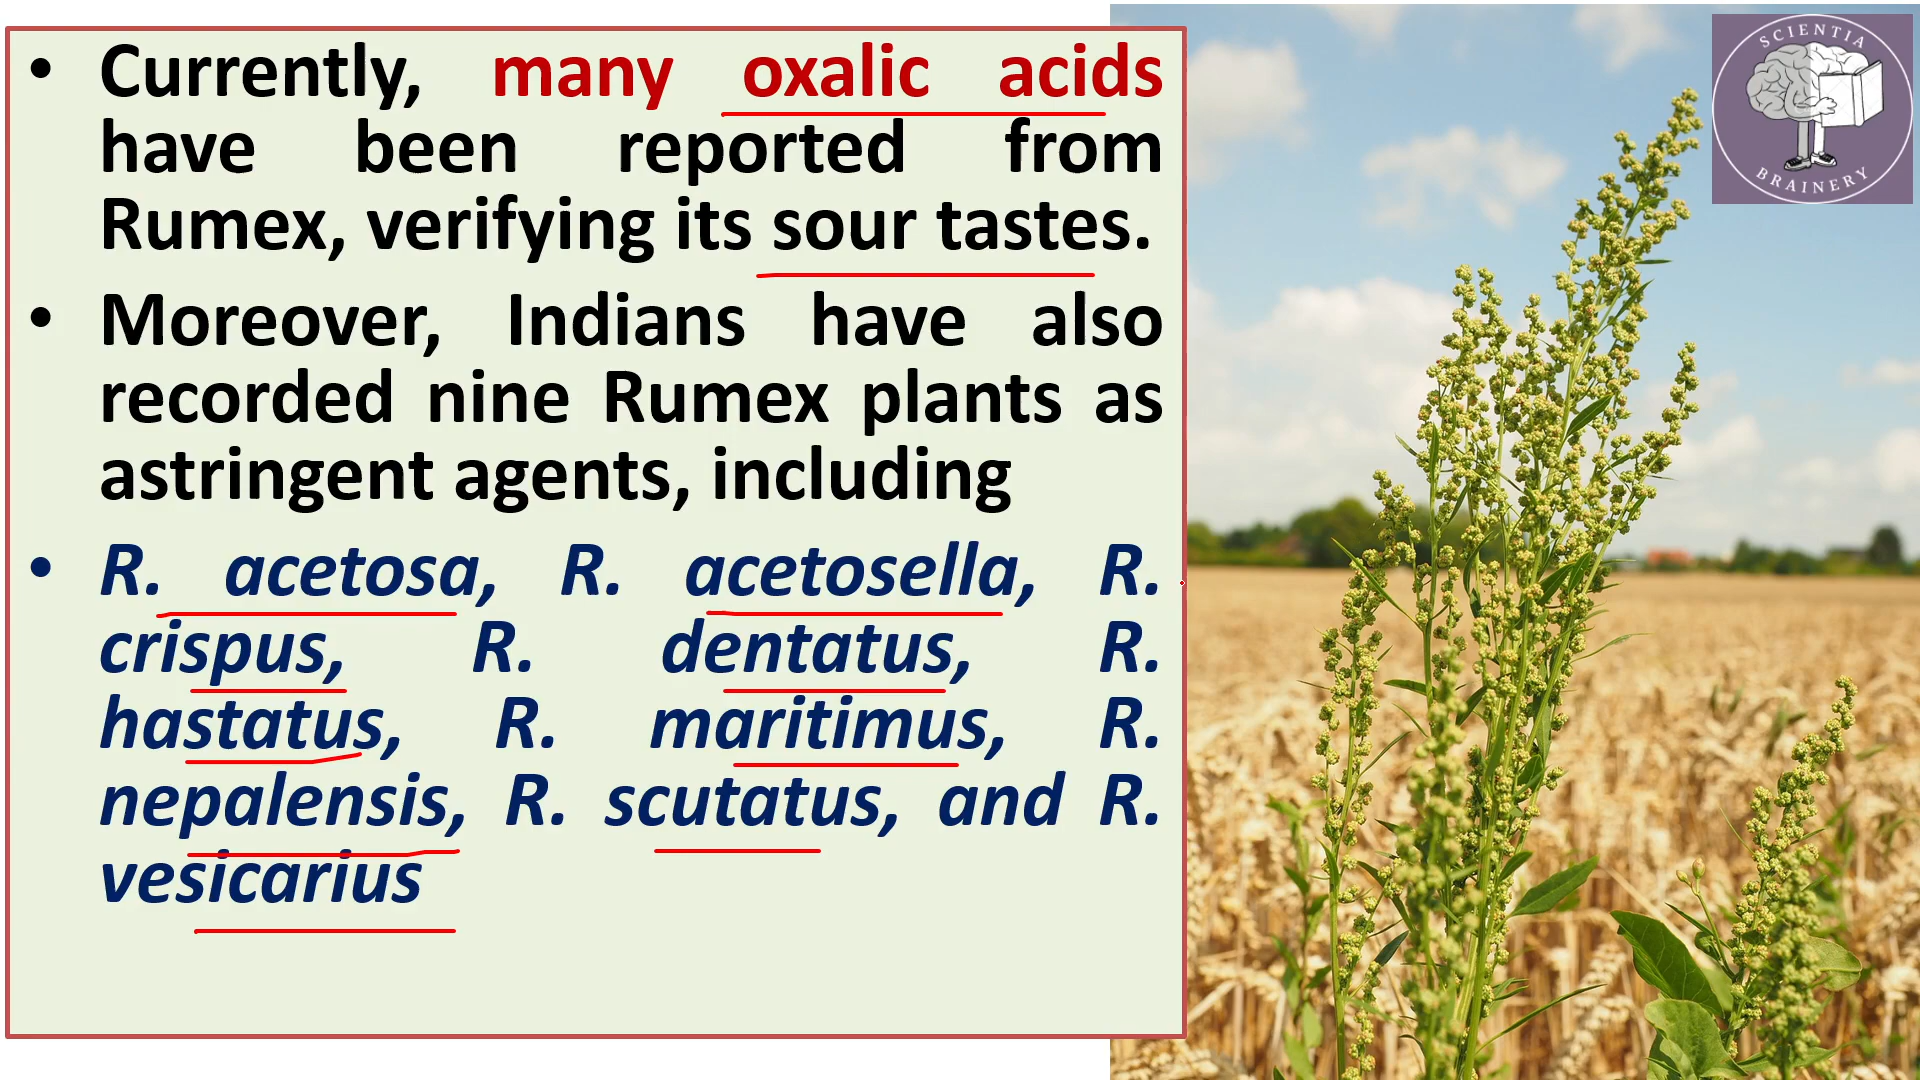 • Currently, many oxalic acids
have been reported from
Rumex, verifying its sour tastes.
• Moreover, Indians have also
recorded nine Rumex plants as
astringent agents, including
• R. acetosa, R. acetosella, R.
crispus, R. dentatus, R.
hastatus, R. maritimus, R.
nepalensis, R. scutatus, and R.
vesicarius
SCIENTIA
BRAINERY